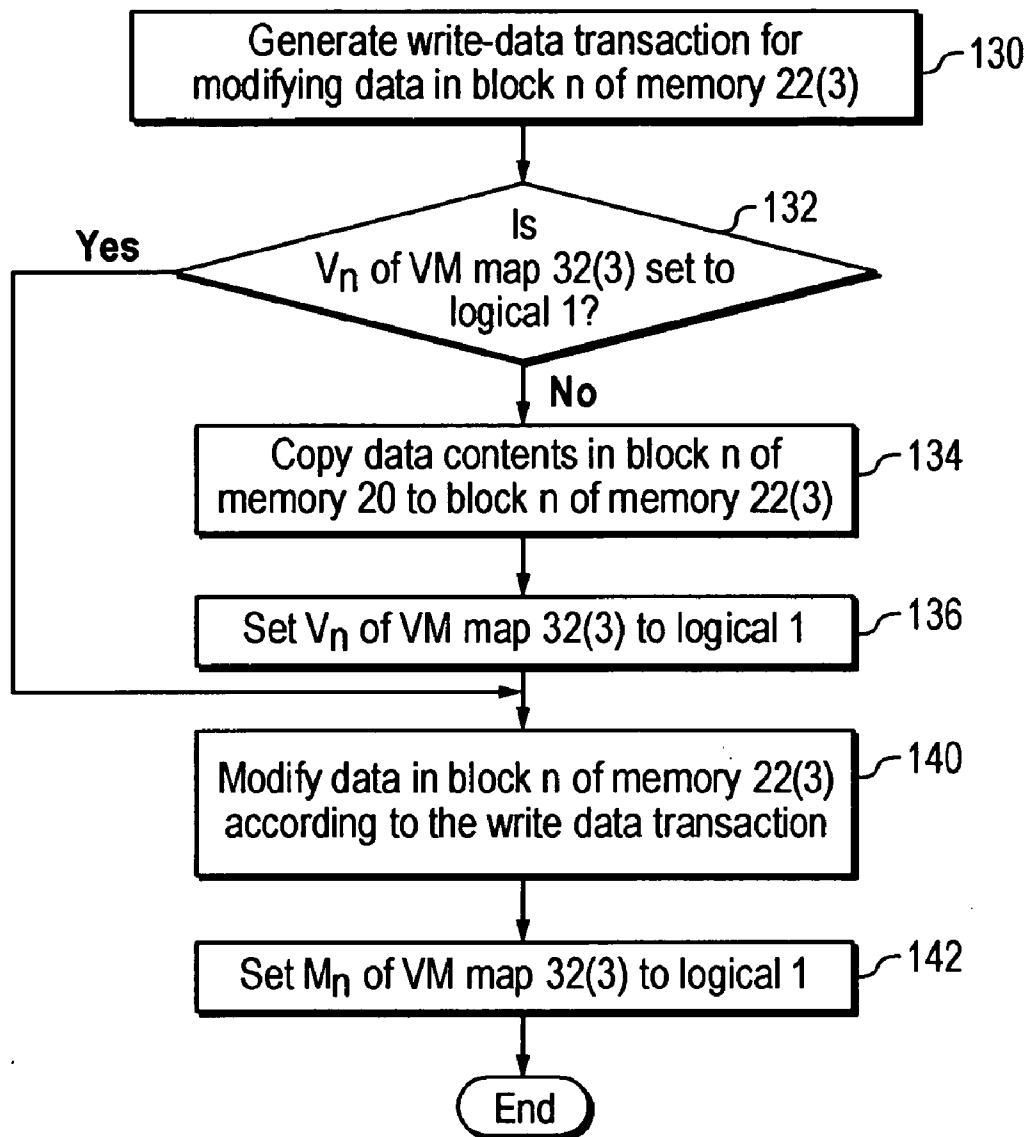 Generate write-data transaction for
modifying data in block n of memory 22(3)
130
132
Is
Vn of VM map 32(3) set to
logical 1?
Yes
No
Copy data contents in block n of
memory 20 to block n of memory 22(3)
134
Set Vn of VM map 32(3) to logical 1
136
Modify data in block n of memory 22(3)
according to the write data transaction
140
Set Mn of VM map 32(3) to logical 1
142
End